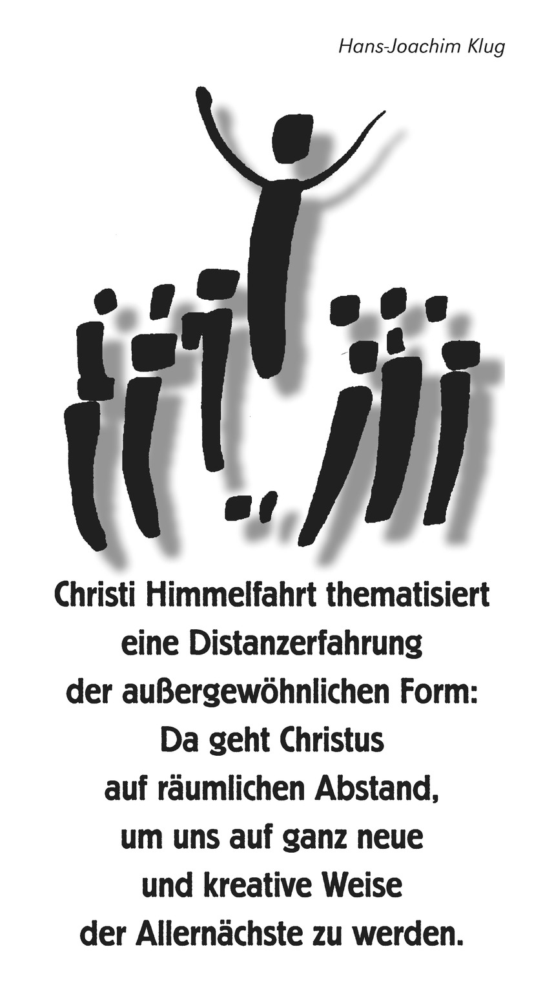 Hans-Joachim Klug
Christi Himmelfahrt thematisiert
eine Distanzerfahrung
der außergewöhnlichen Form:
Da geht Christus
auf räumlichen Abstand,
um uns auf ganz neue
und kreative Weise
der Allernächste zu werden.